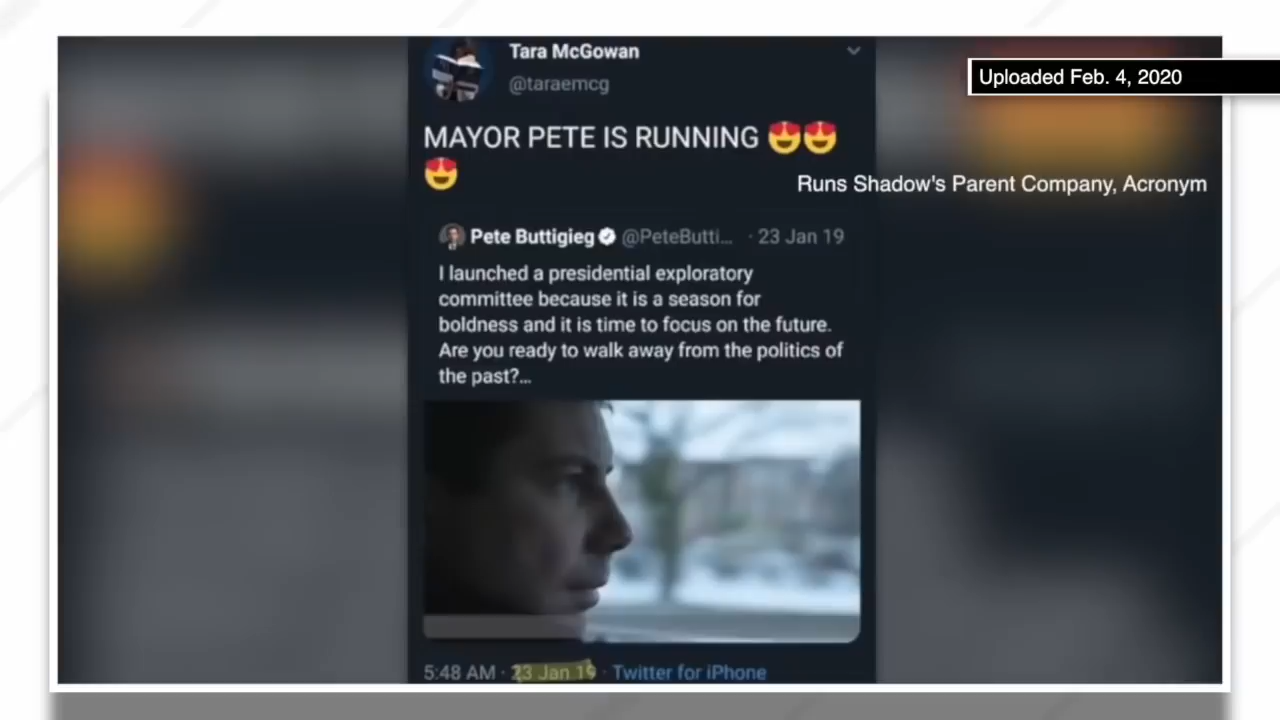 Tara McGowan
@taraemcg
Uploaded Feb. 4, 2020
MAYOR PETE IS RUNNING 😍😍
😍
Runs Shadow's Parent Company, Acronym
Pete Buttigieg @PeteButti... · 23 Jan 19
I launched a presidential exploratory
committee because it is a season for
boldness and it is time to focus on the future.
Are you ready to walk away from the politics of
the past?...
5:48 AM · 23 Jan 19 · Twitter for iPhone